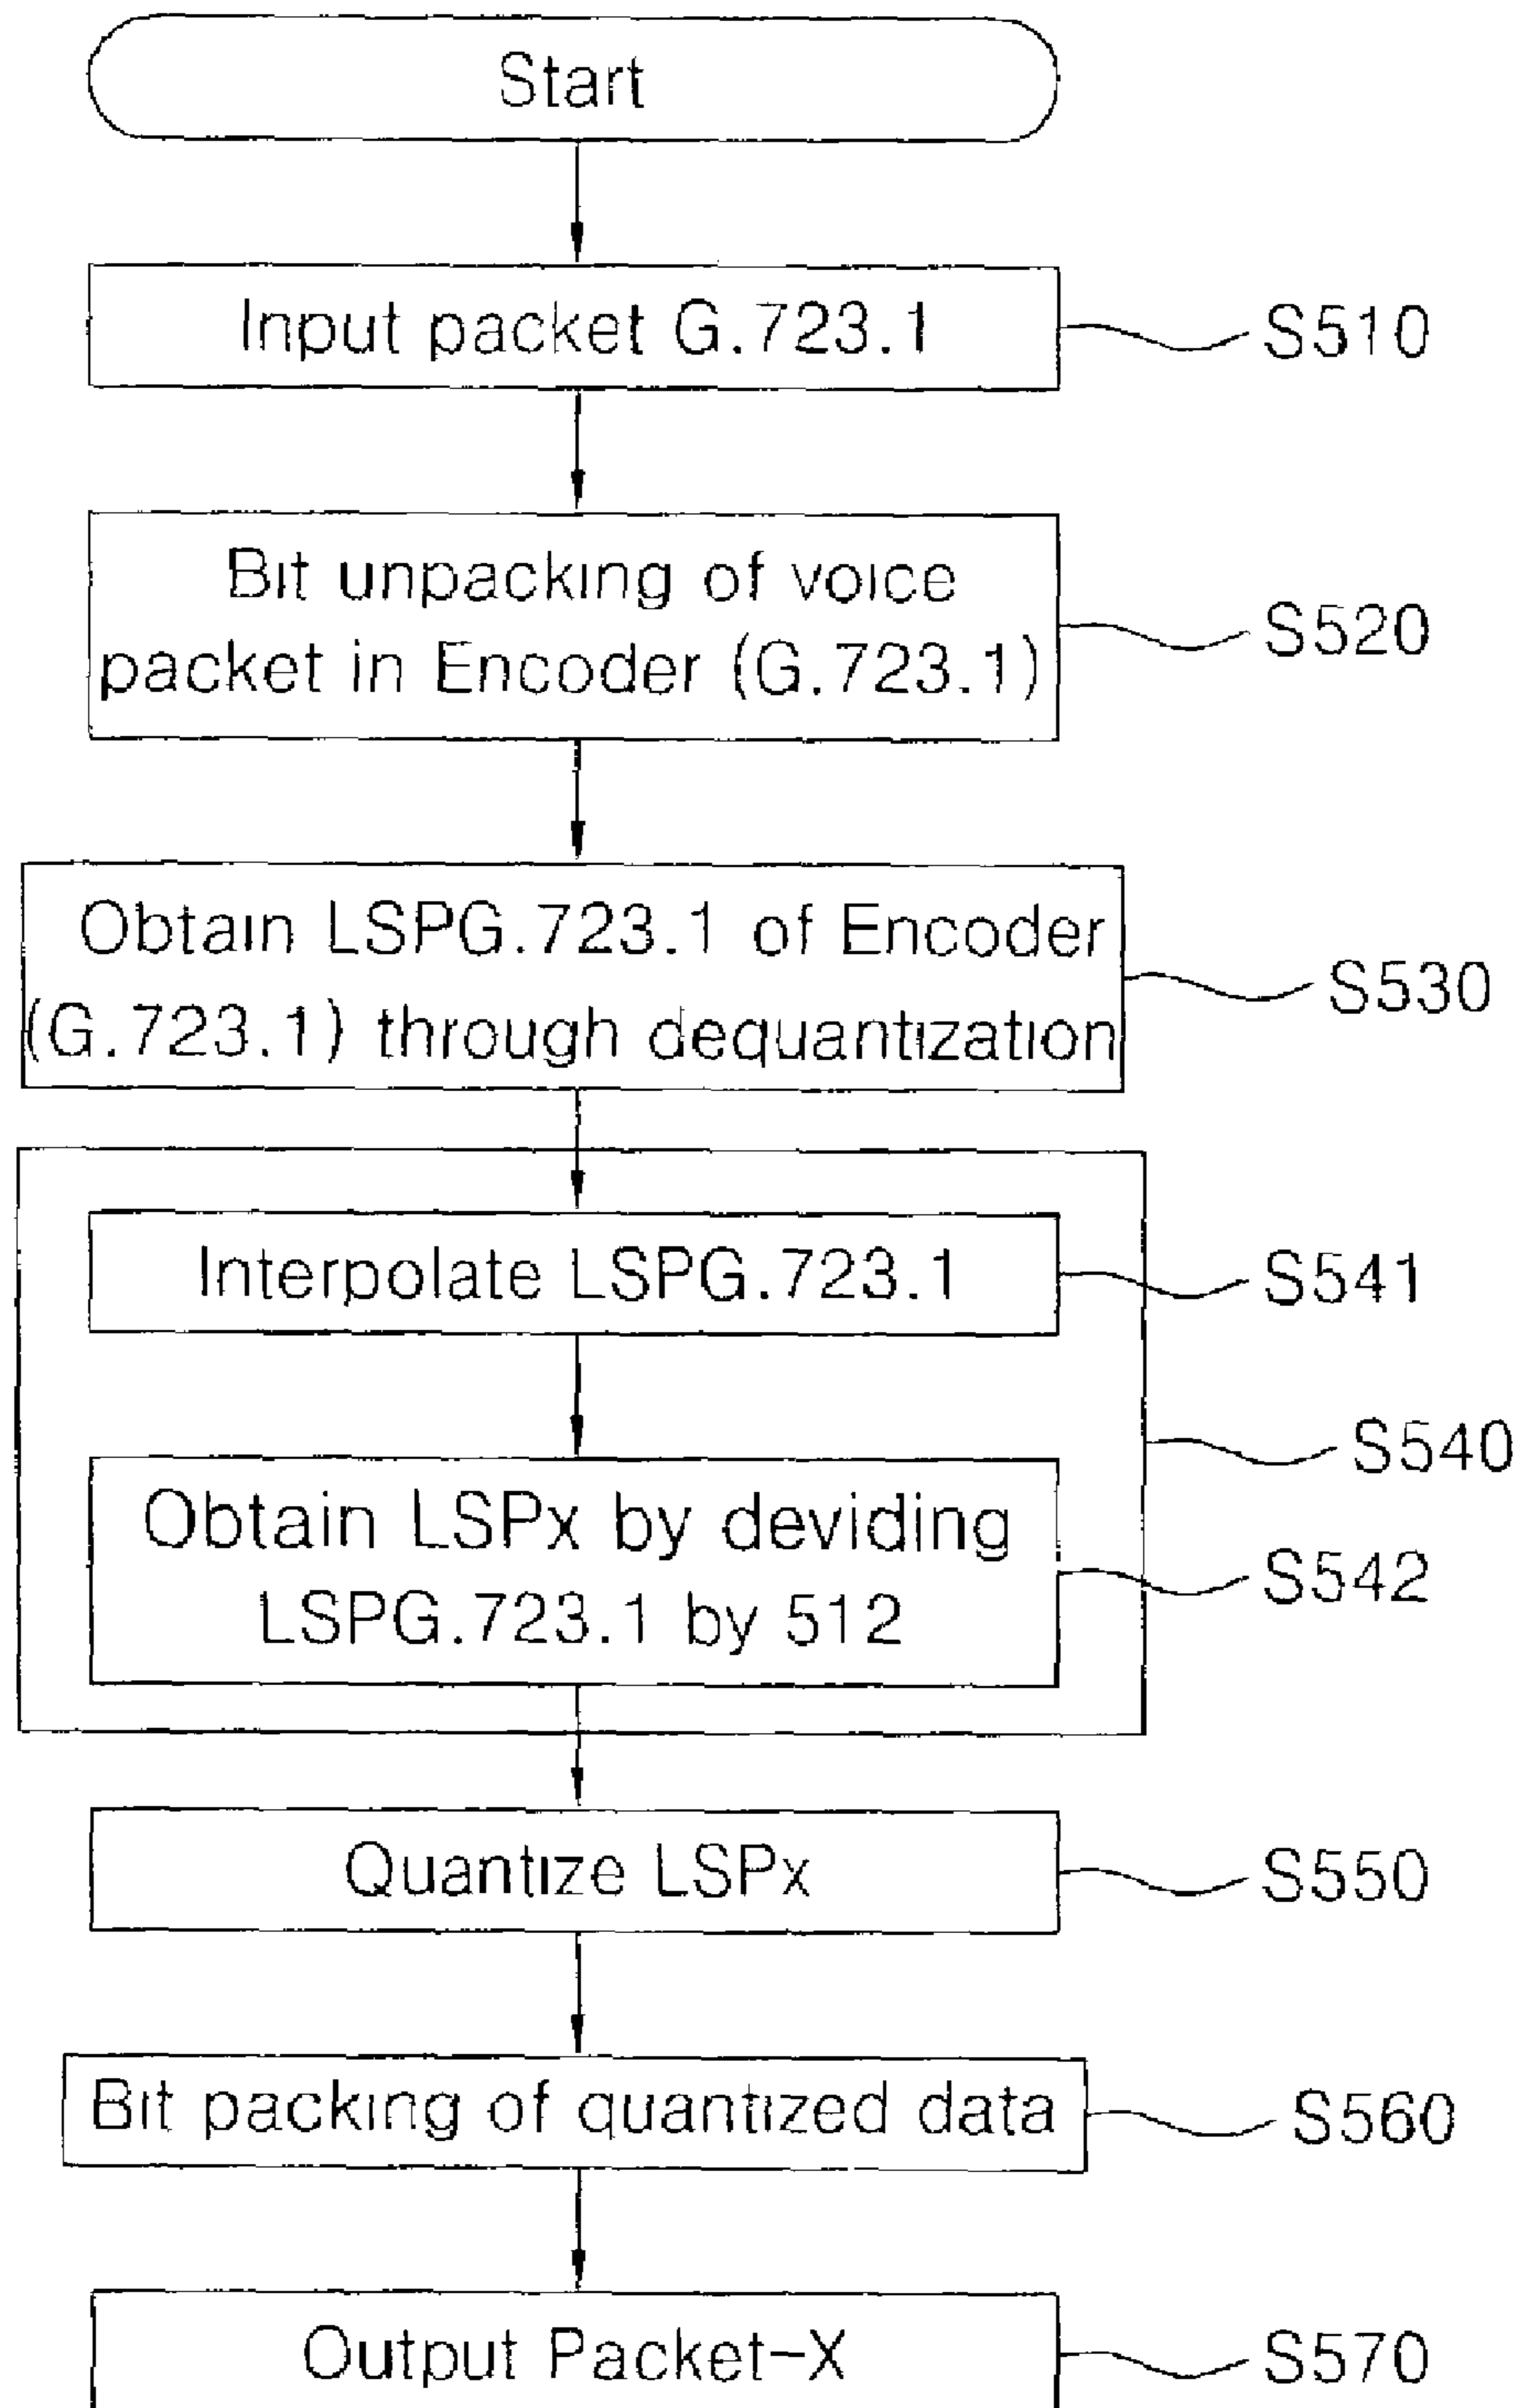 Start
Input packet G.723.1
S510
Bit unpacking of voice
packet in Encoder (G.723.1)
S520
Obtain LSPG.723.1 of Encoder
(G.723.1) through dequantization
S530
Interpolate LSPG.723.1
S541
S540
Obtain LSPx by deviding
LSPG.723.1 by 512
S542
Quantize LSPx
S550
Bit packing of quantized data
S560
Output Packet-X
S570